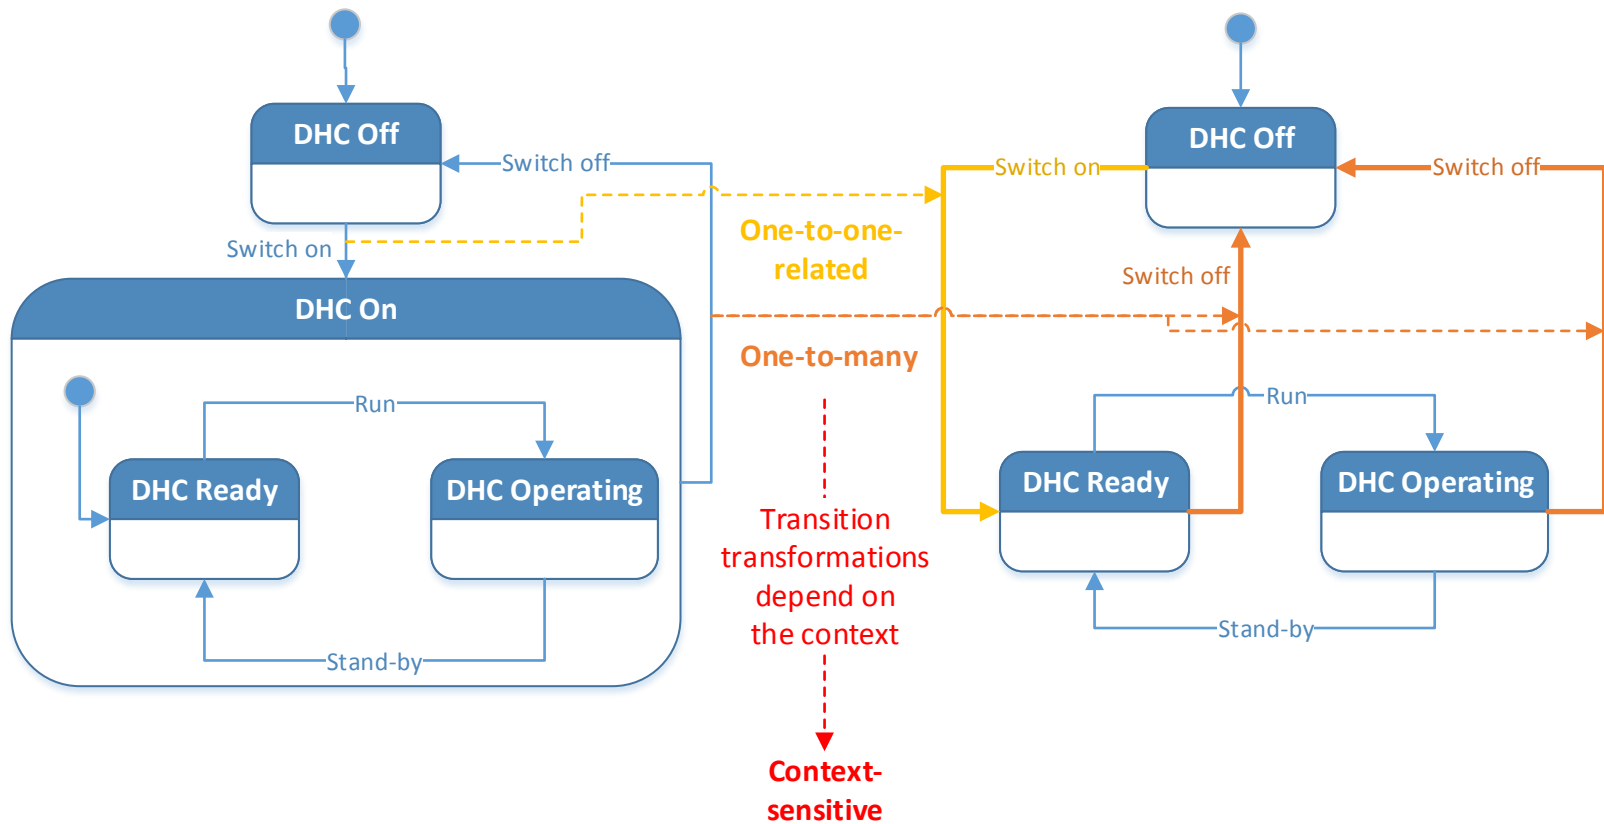 DHC Off
Switch off
Switch on
DHC On
Run
DHC Ready
DHC Operating
Stand-by
One-to-one-
related
One-to-many
Transition
transformations
depend on
the context
Context-
sensitive
DHC Off
Switch on
Switch off
Switch off
Run
DHC Ready
DHC Operating
Stand-by